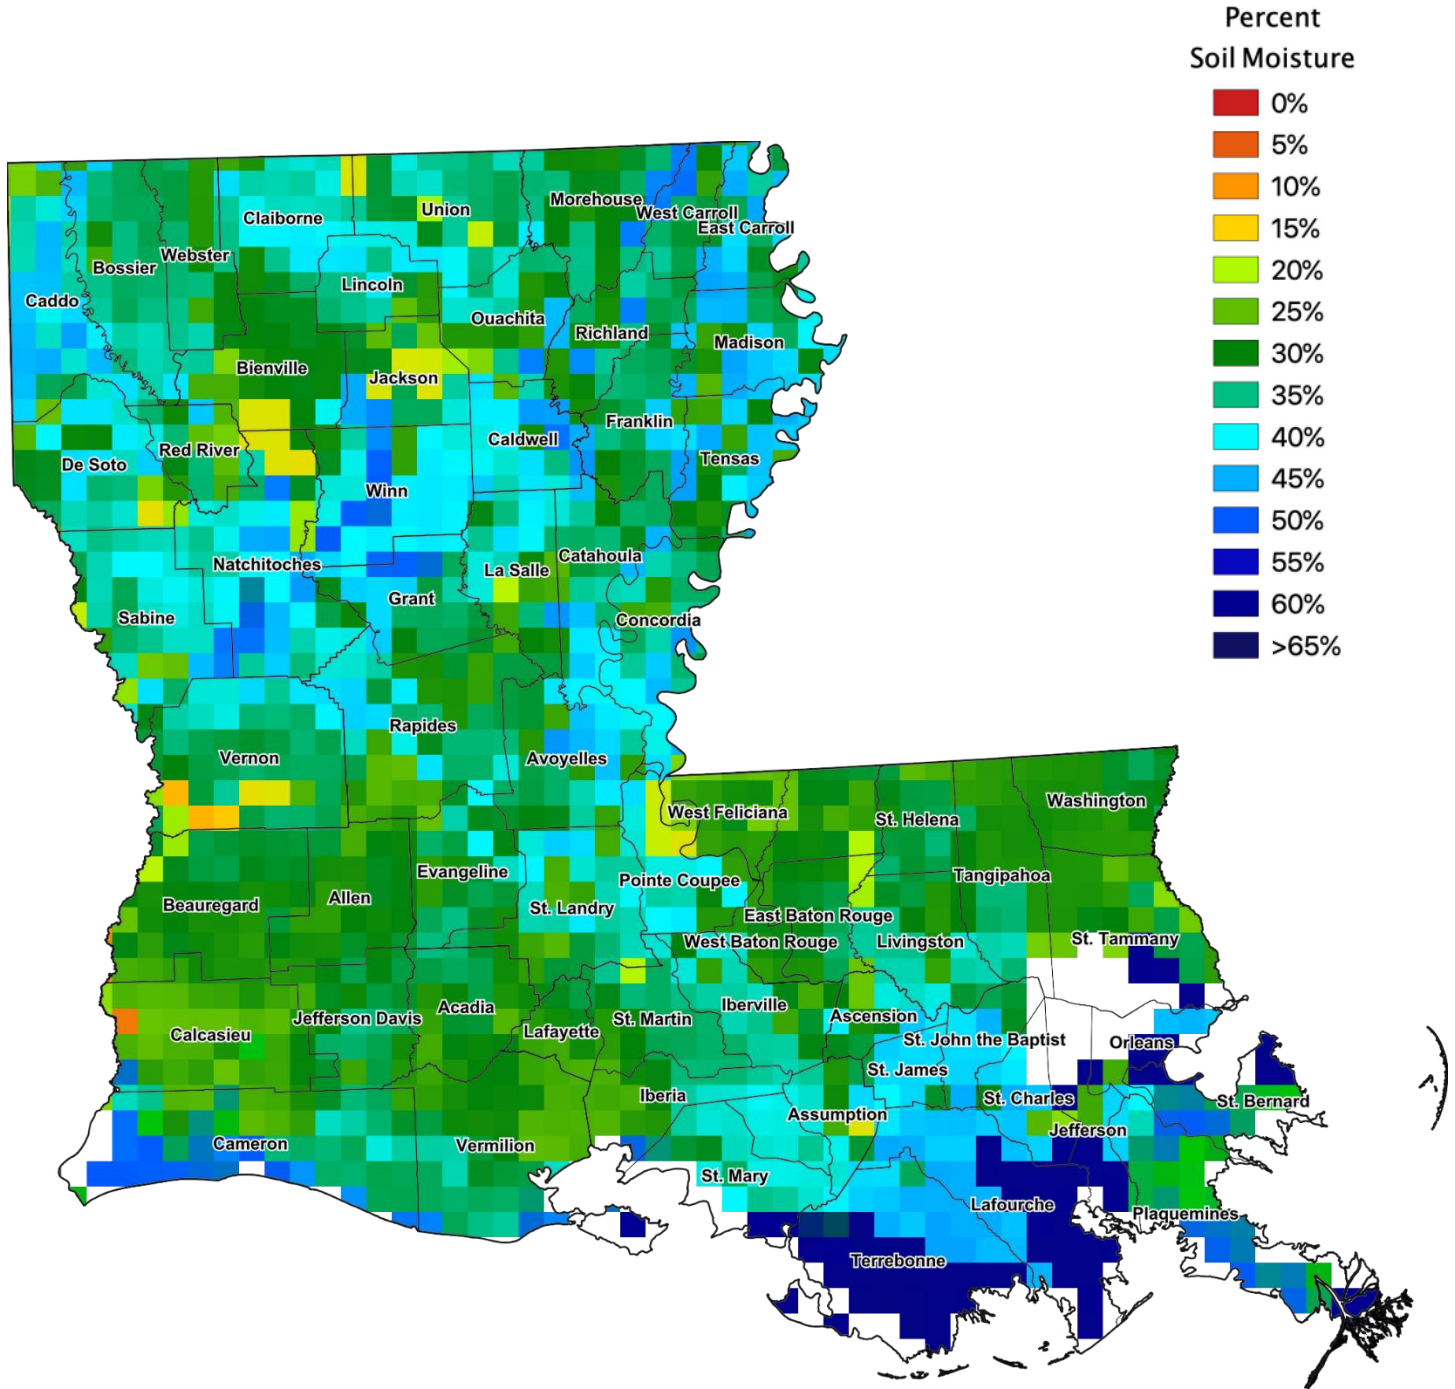 Percent
Soil Moisture
0%
5%
10%
15%
20%
25%
30%
35%
40%
45%
50%
55%
60%
>65%
Morehouse
Union
West Carroll
Claiborne
East Carroll
Webster
Bossier
Lincoln
Caddo
Ouachita
Richland
Madison
Bienville
Jackson
Franklin
Caldwell
Red River
Tensas
De Soto
Winn
Catahoula
Natchitoches
La Salle
Grant
Sabine
Concordia
Rapides
Vernon
Avoyelles
Washington
West Feliciana
St. Helena
Evangeline
Tangipahoa
Pointe Coupee
Allen
Beauregard
St. Landry
East Baton Rouge
St. Tammany
West Baton Rouge
Livingston
Iberville
Acadia
Ascension
Jefferson Davis
St. Martin
Lafayette
Calcasieu
St. John the Baptist
Orleans
St. James
Iberia
St. Charles
St. Bernard
Assumption
Jefferson
Cameron
Vermilion
St. Mary
Lafourche
Plaquemines
Terrebonne